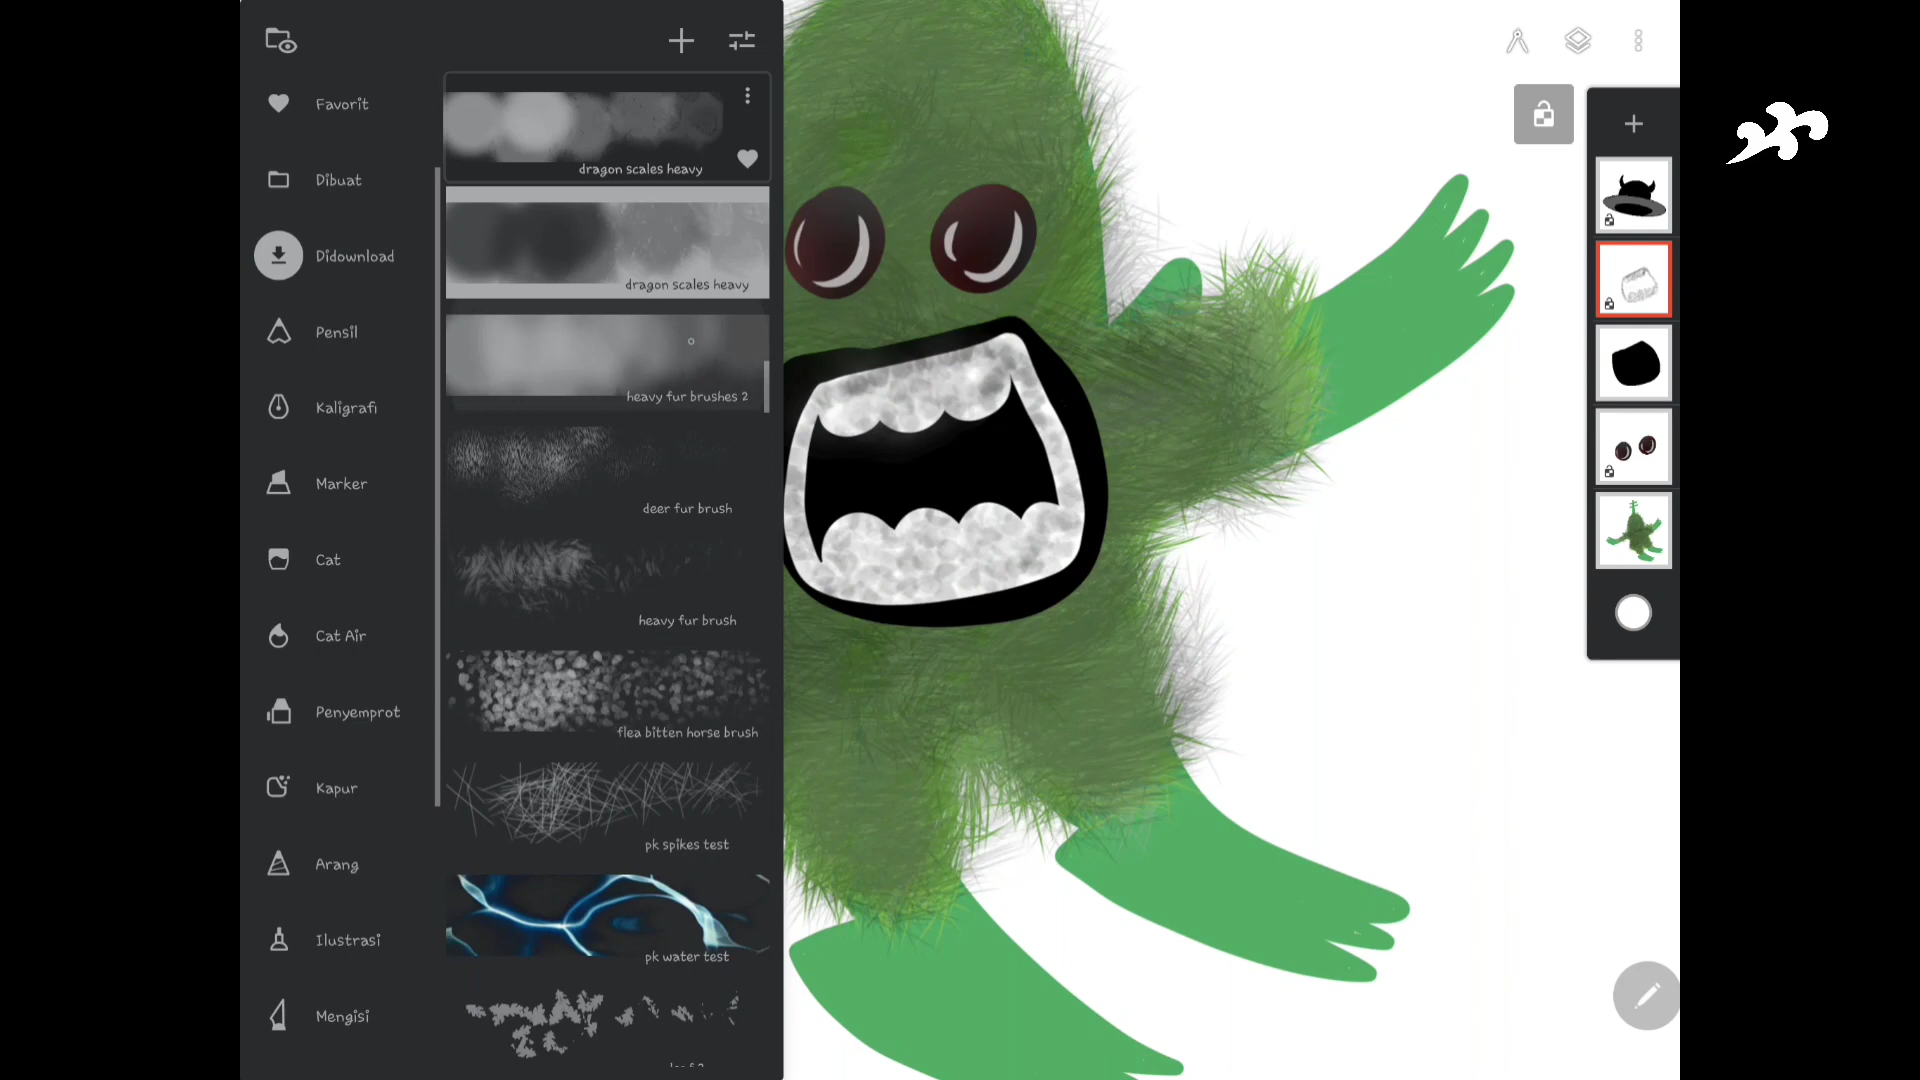 Favorit
Dibuat
Didownload
Pensil
Kaligrafi
Marker
Cat
Cat Air
Penyemprot
Kapur
Arang
Ilustrasi
Mengisi
dragon scales heavy
dragon scales heavy
heavy fur brushes 2
deer fur brush
heavy fur brush
flea bitten horse brush
pk spikes test
pk water test